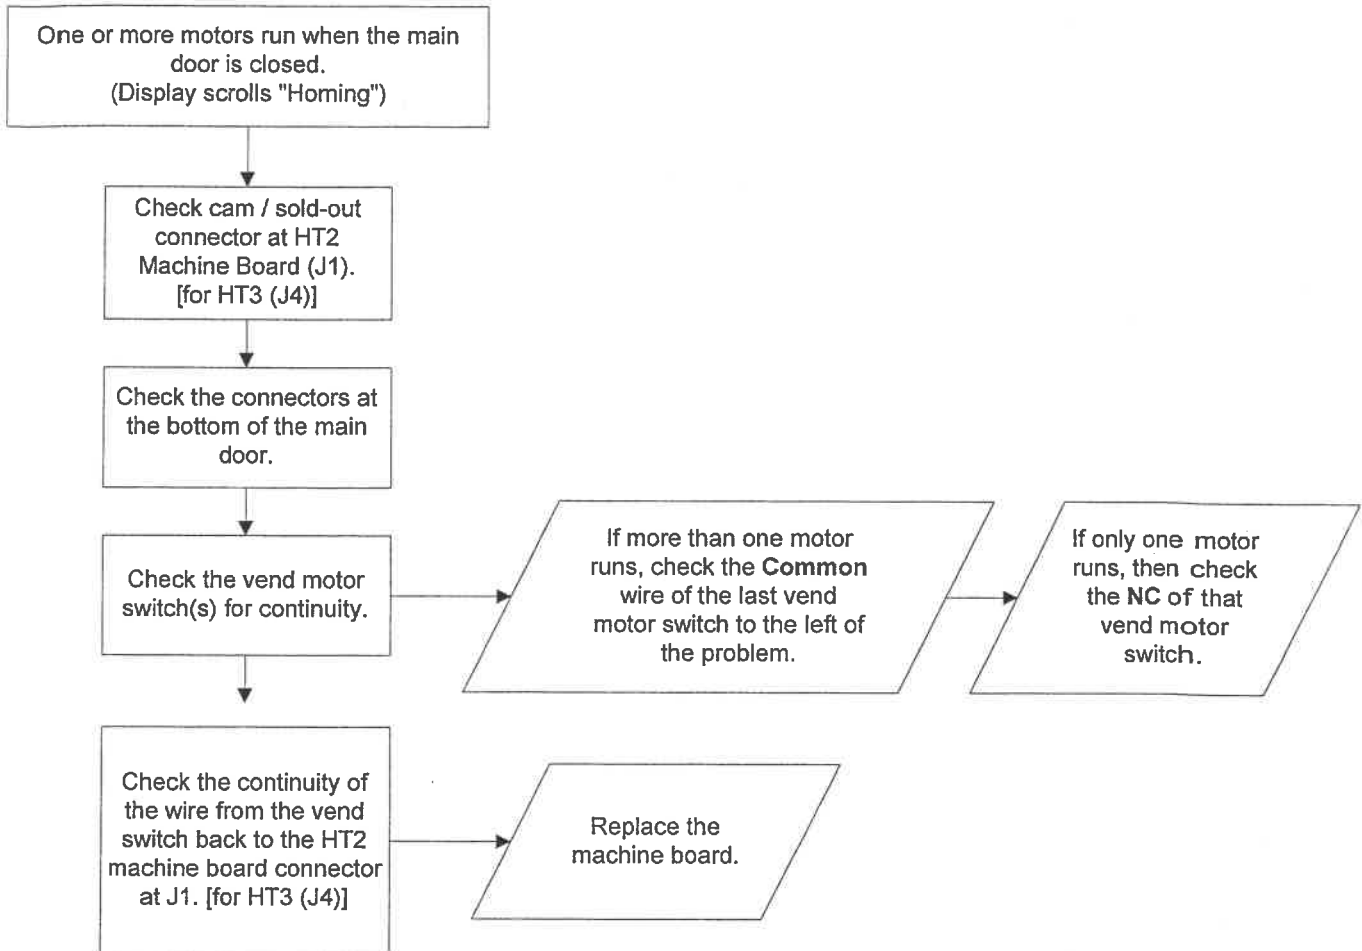 One or more motors run when the main
door is closed.
(Display scrolls "Homing")
Check cam / sold-out
connector at HT2
Machine Board (J1).
[for HT3 (J4)]
Check the connectors at
the bottom of the main
door.
Check the vend motor
switch(s) for continuity.
If more than one motor
runs, check the Common
wire of the last vend
motor switch to the left of
the problem.
If only one motor
runs, then check
the NC of that
vend motor
switch.
Check the continuity of
the wire from the vend
switch back to the HT2
machine board connector
at J1. [for HT3 (J4)]
Replace the
machine board.